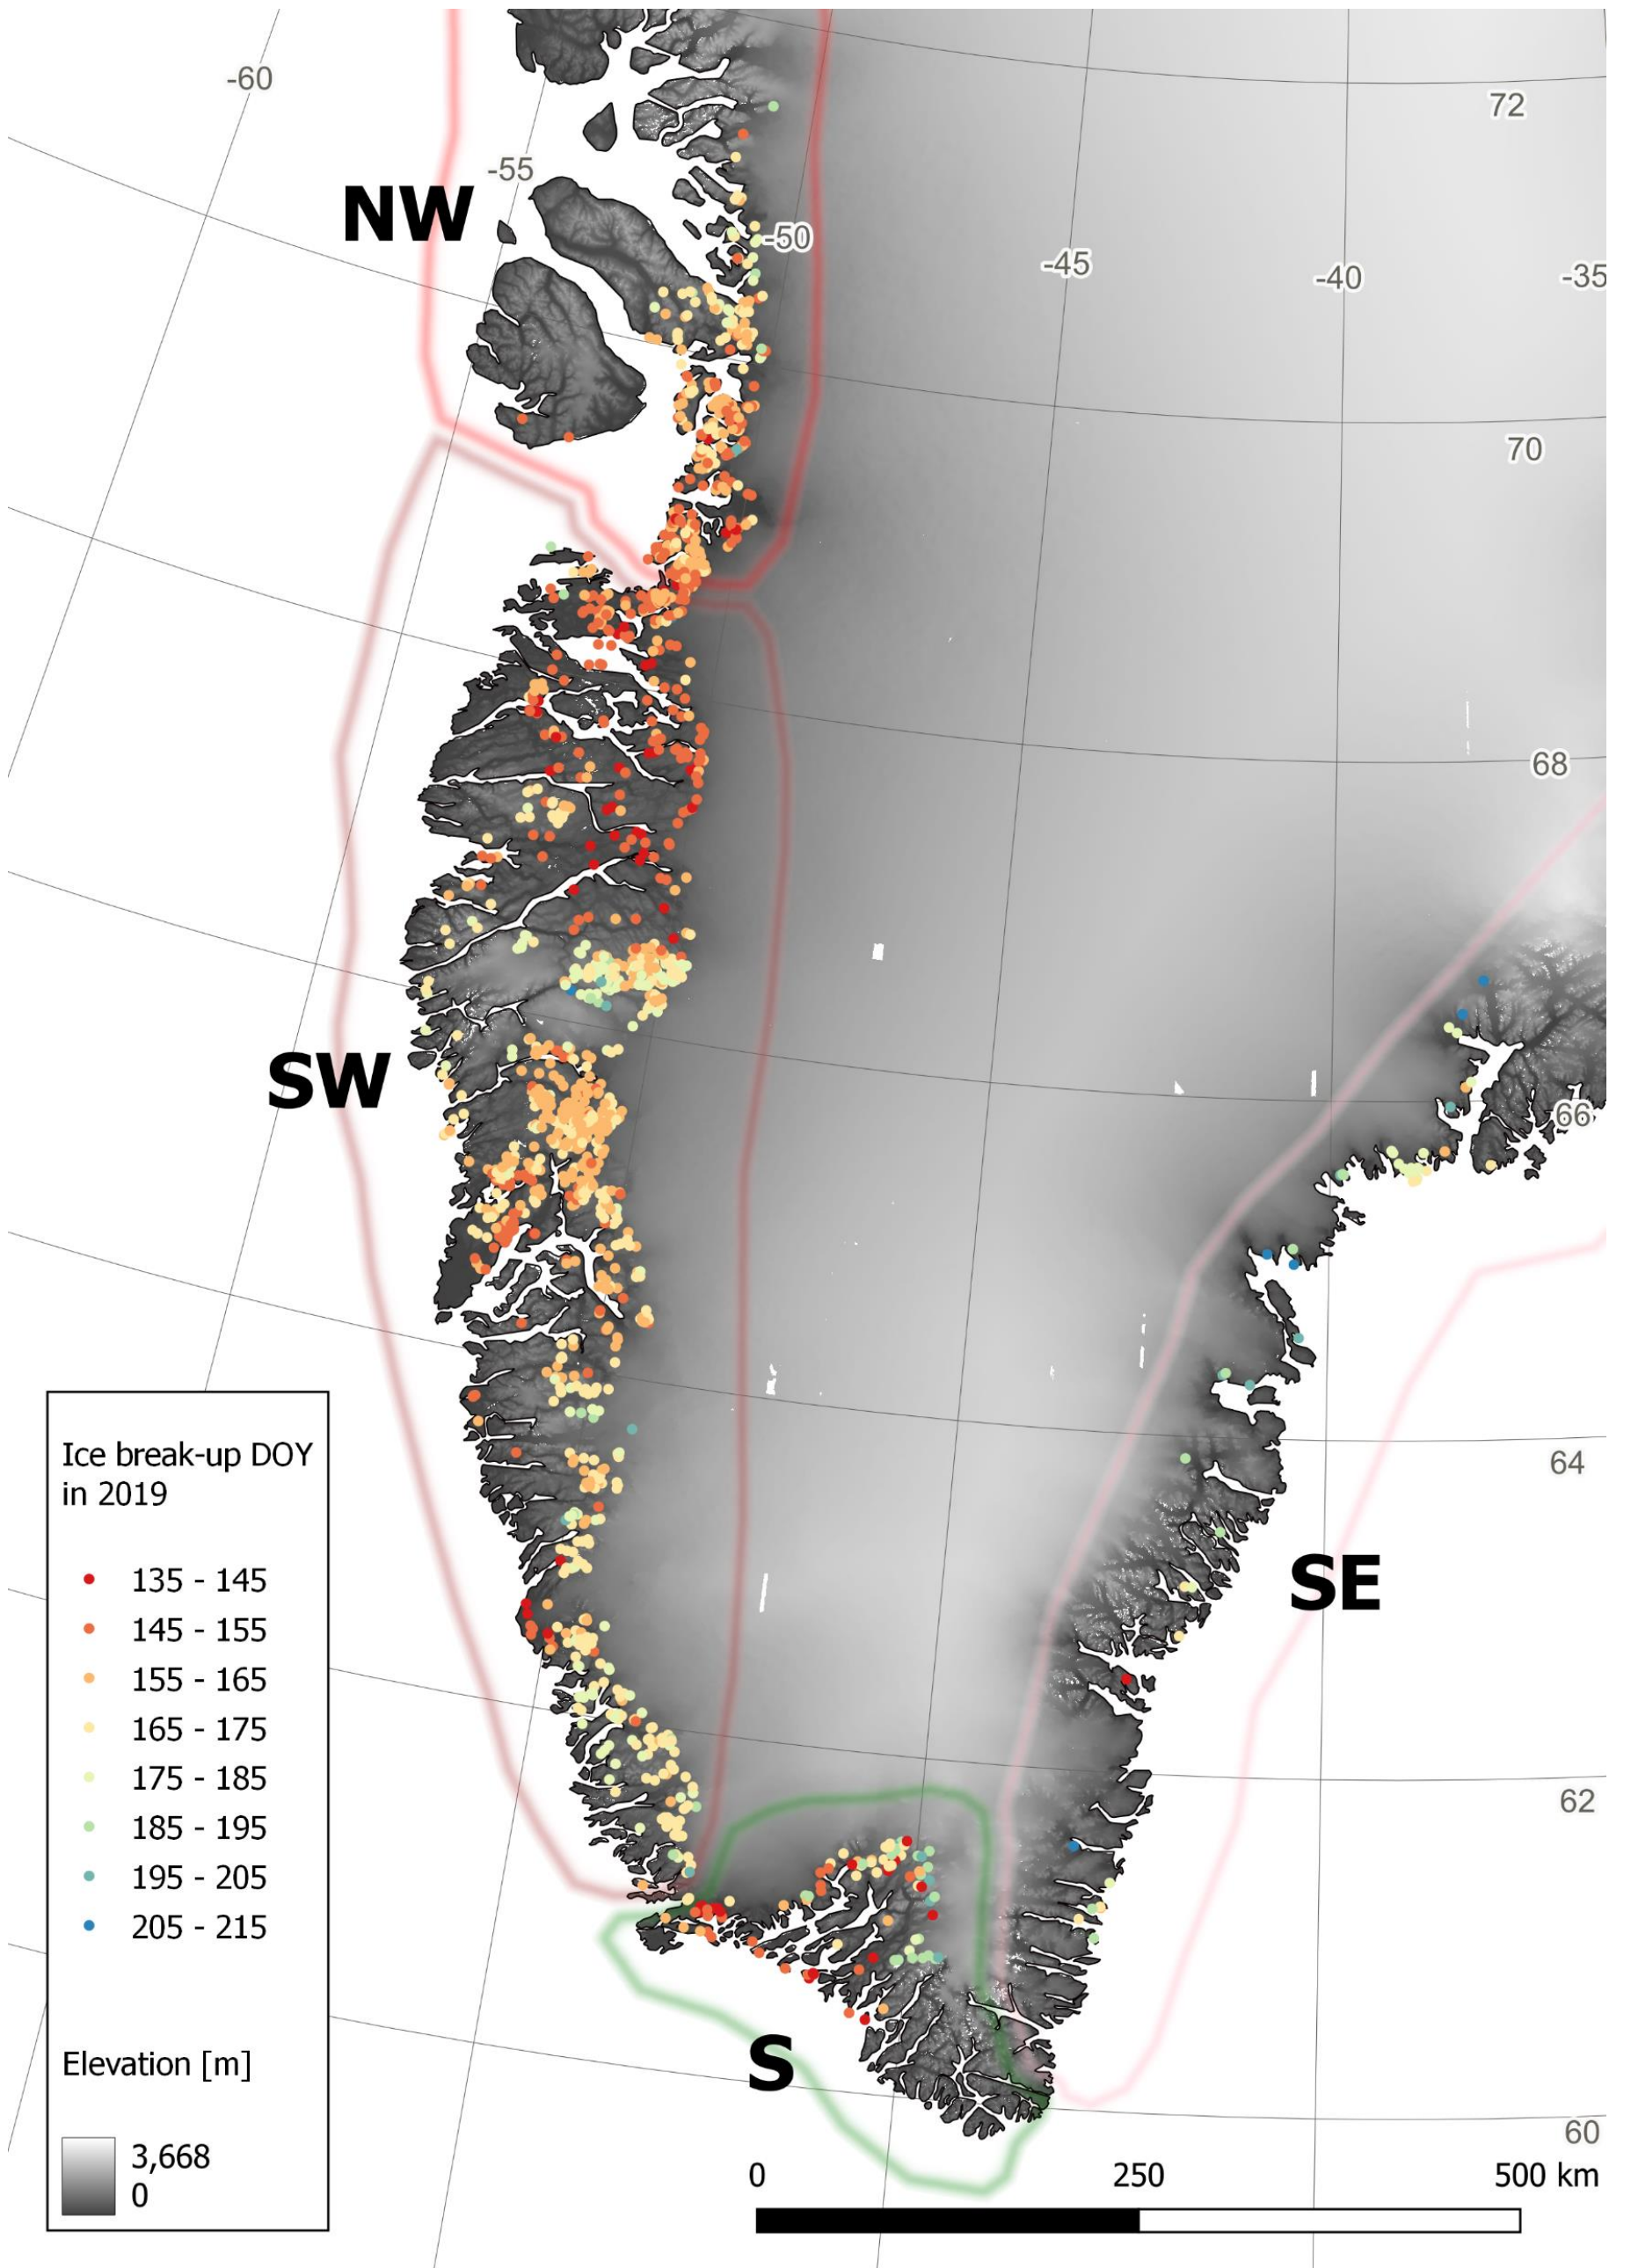 -60
72
-55
NW
-50
-45
-40
-35
70
68
SW
66
Ice break-up DOY
in 2019
64
135 - 145
SE
145 - 155
155 - 165
165 - 175
175 - 185
62
185 - 195
195 - 205
205 - 215
S
Elevation [m]
60
3,668
0
0 250 500 km